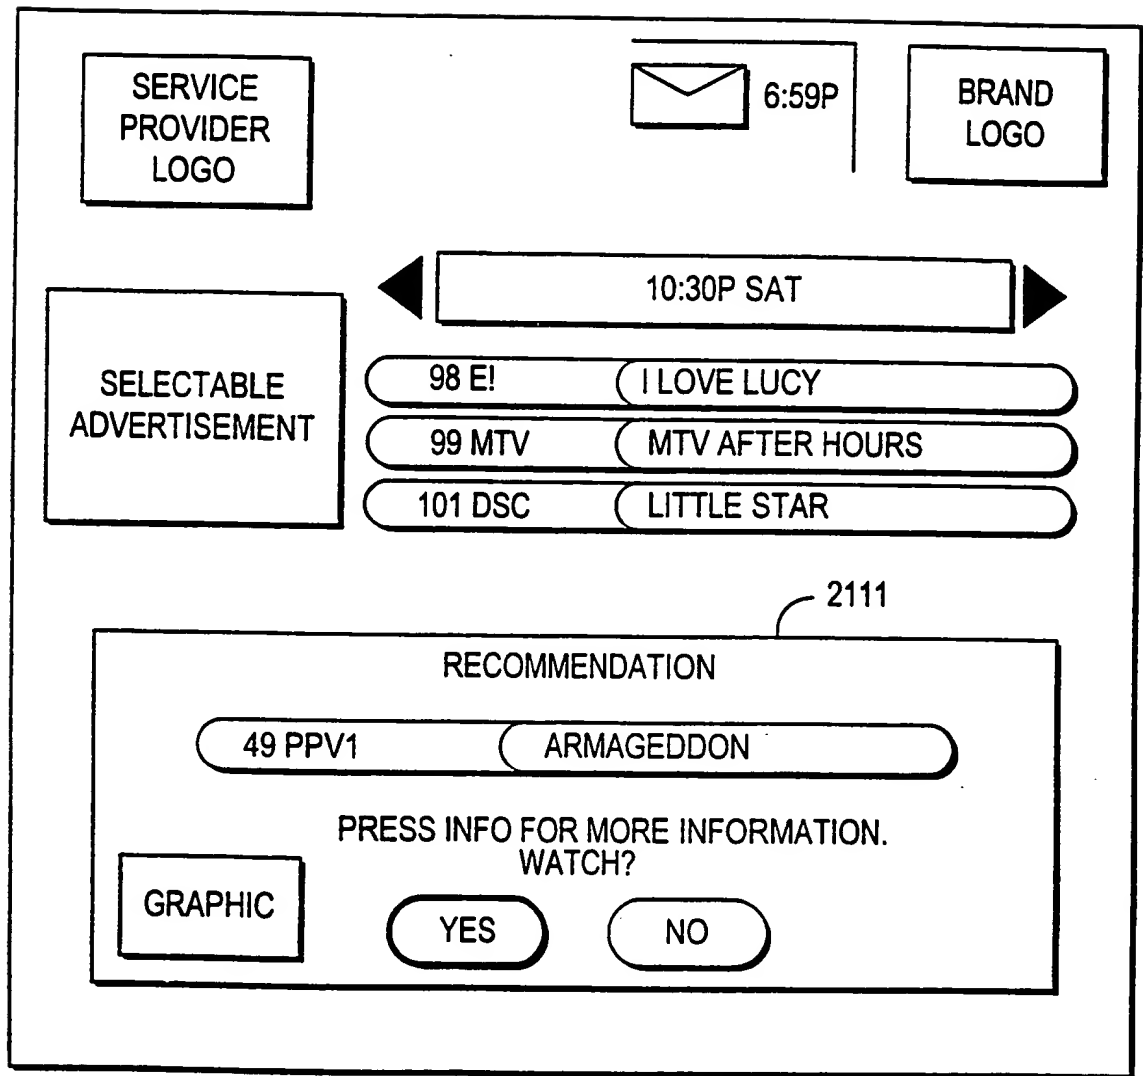 SERVICE
PROVIDER
LOGO
6:59P
BRAND
LOGO
10:30P SAT
SELECTABLE
ADVERTISEMENT
98 E! I LOVE LUCY
99 MTV MTV AFTER HOURS
101 DSC LITTLE STAR
2111
RECOMMENDATION
49 PPV1 ARMAGEDDON
PRESS INFO FOR MORE INFORMATION.
WATCH?
GRAPHIC
YES NO